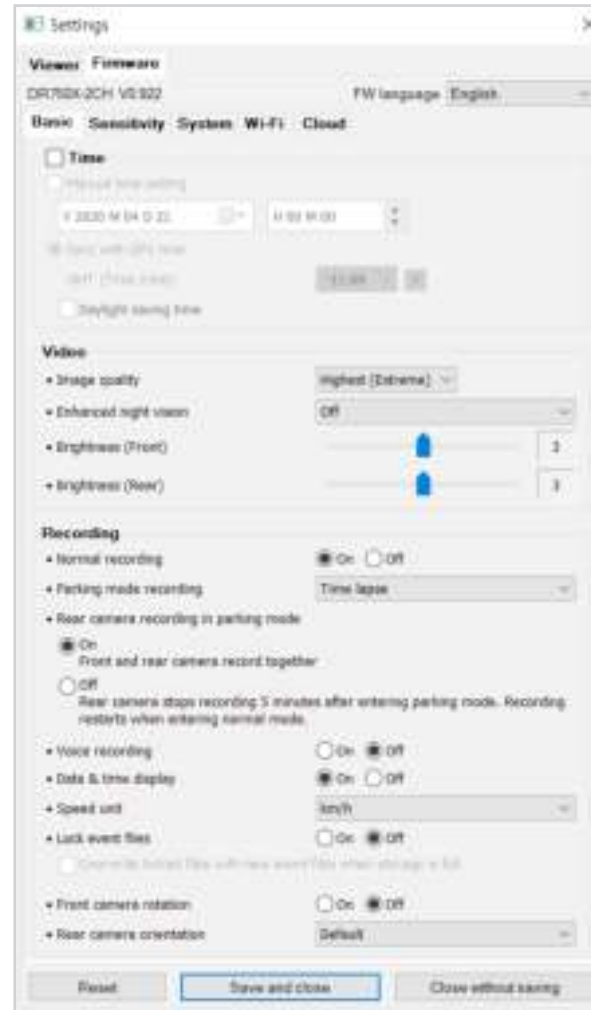 Settings
Viewer Firmware
DR750X-2CH FW language English
Basic Sensitivity System Wi-Fi Cloud
Time
Manual time setting
Sync with GPS time
Daylight saving time
Video
• Image quality Highest (Extreme)
• Enhanced night vision Off
• Brightness (Front) 3
• Brightness (Rear) 3
Recording
• Normal recording On Off
• Parking mode recording Time lapse
• Rear camera recording in parking mode
On
Front and rear camera record together
Off
Rear camera stops recording 5 minutes after entering parking mode. Recording
restarts when entering normal mode.
• Voice recording On Off
• Date & time display On Off
• Speed unit km/h
• Lock event files On Off
• Front camera rotation On Off
• Rear camera orientation Default
Reset Save and close Close without saving